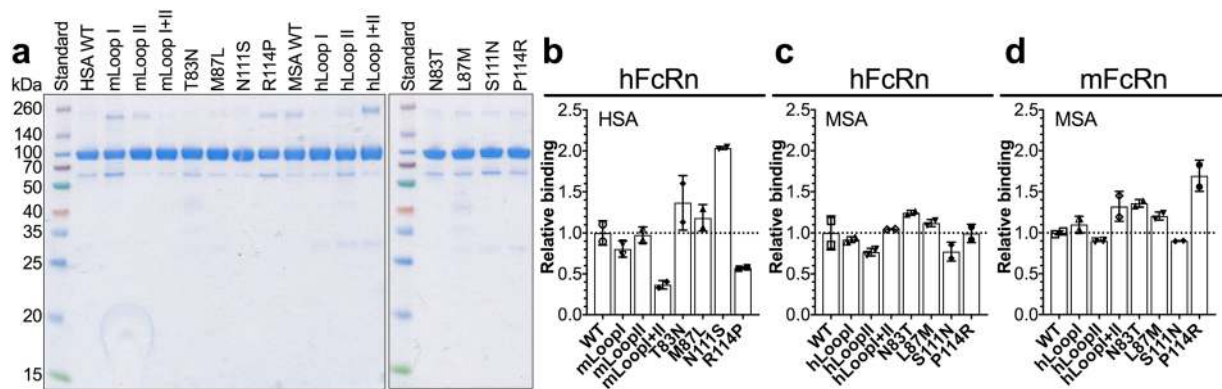 a
kDa
Standard
HSA WT
mLoop I
mLoop II
mLoop I+II
T83N
M87L
N111S
R114P
MSA WT
hLoop I
hLoop II
hLoop I+II
Standard
N83T
L87M
S111N
P114R
260
140
100
70
50
40
35
25
20
15
b
hFcRn
HSA
Relative binding
2.5
2.0
1.5
1.0
0.5
0.0
WT
mLoopI
mLoopII
mLoopI+II
T83N
M87L
N111S
R114P
c
hFcRn
MSA
Relative binding
2.5
2.0
1.5
1.0
0.5
0.0
WT
hLoopI
hLoopII
hLoopI+II
N83T
L87M
S111N
P114R
d
mFcRn
MSA
Relative binding
2.5
2.0
1.5
1.0
0.5
0.0
WT
hLoopI
hLoopII
hLoopI+II
N83T
L87M
S111N
P114R